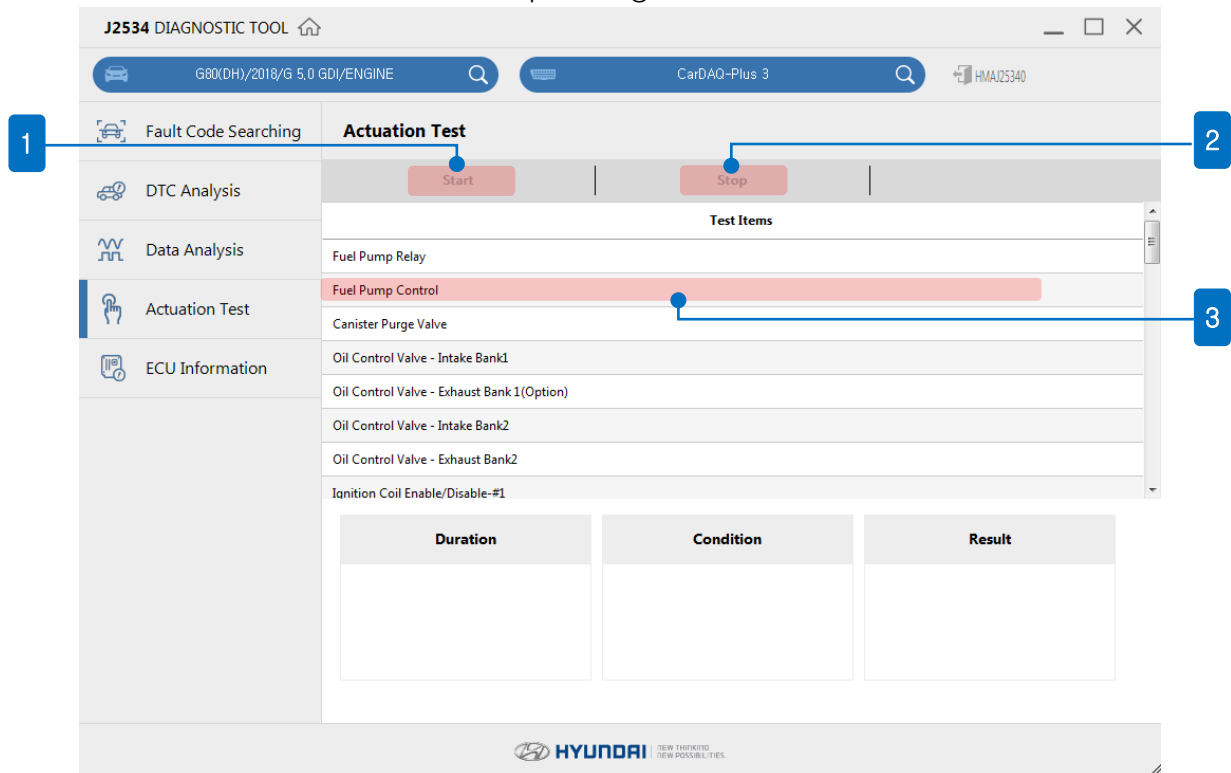 J2534 DIAGNOSTIC TOOL
G80(DH)/2018/G 5,0 GDI/ENGINE
CarDAQ-Plus 3
HMAJ25340
Fault Code Searching
Actuation Test
1
2
Start
Stop
DTC Analysis
Test Items
Data Analysis
Fuel Pump Relay
Fuel Pump Control
Actuation Test
3
Canister Purge Valve
Oil Control Valve - Intake Bank1
ECU Information
Oil Control Valve - Exhaust Bank1(Option)
Oil Control Valve - Intake Bank2
Oil Control Valve - Exhaust Bank2
Ignition Coil Enable/Disable-#1
Duration
Condition
Result
HYUNDAI
NEW THINKING
NEW POSSIBILITIES.